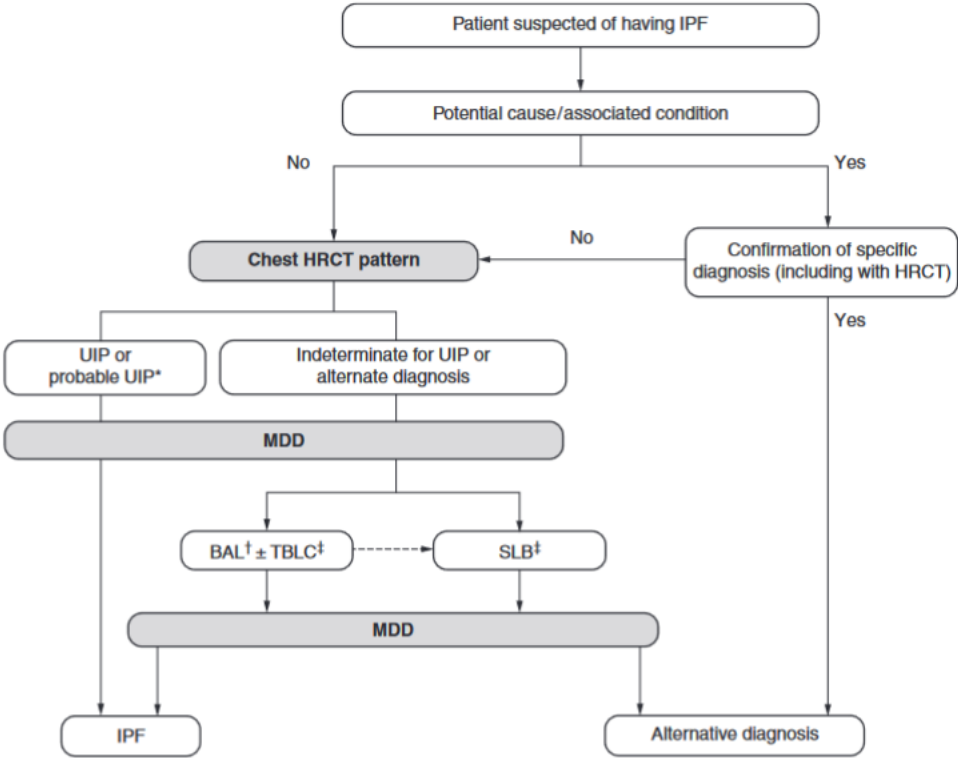 Patient suspected of having IPF
Potential cause/associated condition
No
Yes
No
Chest HRCT pattern
Confirmation of specific
diagnosis (including with HRCT)
Yes
UIP or
probable UIP*
Indeterminate for UIP or
alternate diagnosis
MDD
BAL† ± TBLC‡
SLB‡
MDD
IPF
Alternative diagnosis